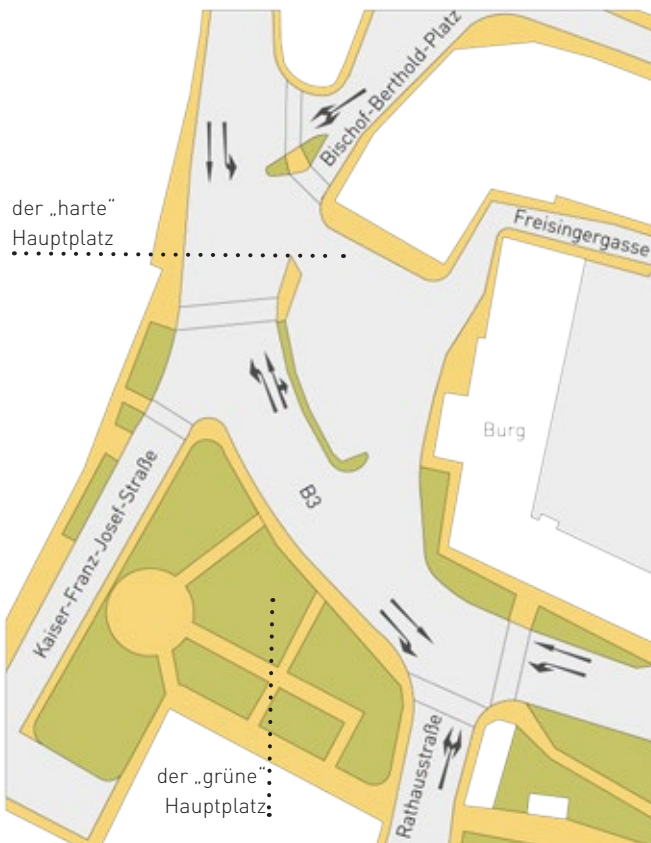 Bischof-Berthold-Platz
der „harte“
Hauptplatz
Freisingergasse
Burg
B3
Kaiser-Franz-Josef-Straße
der „grüne“
Hauptplatz
Rathausstraße